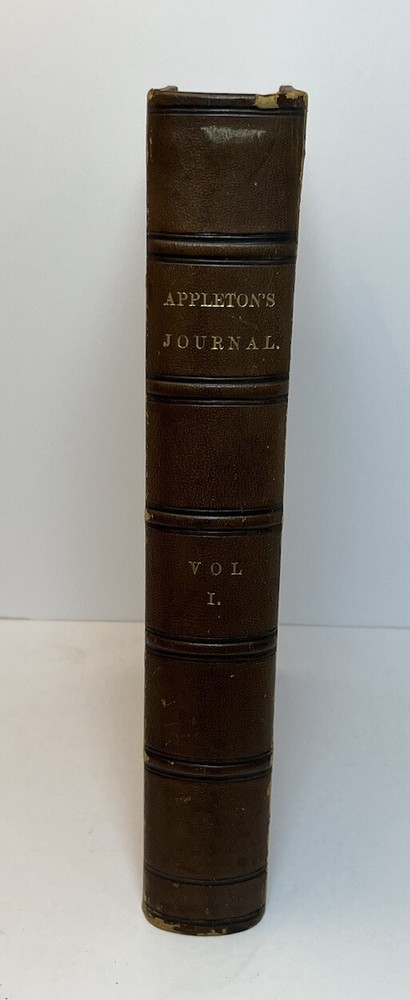 APPLETON'S
JOURNAL.
VOL
I.